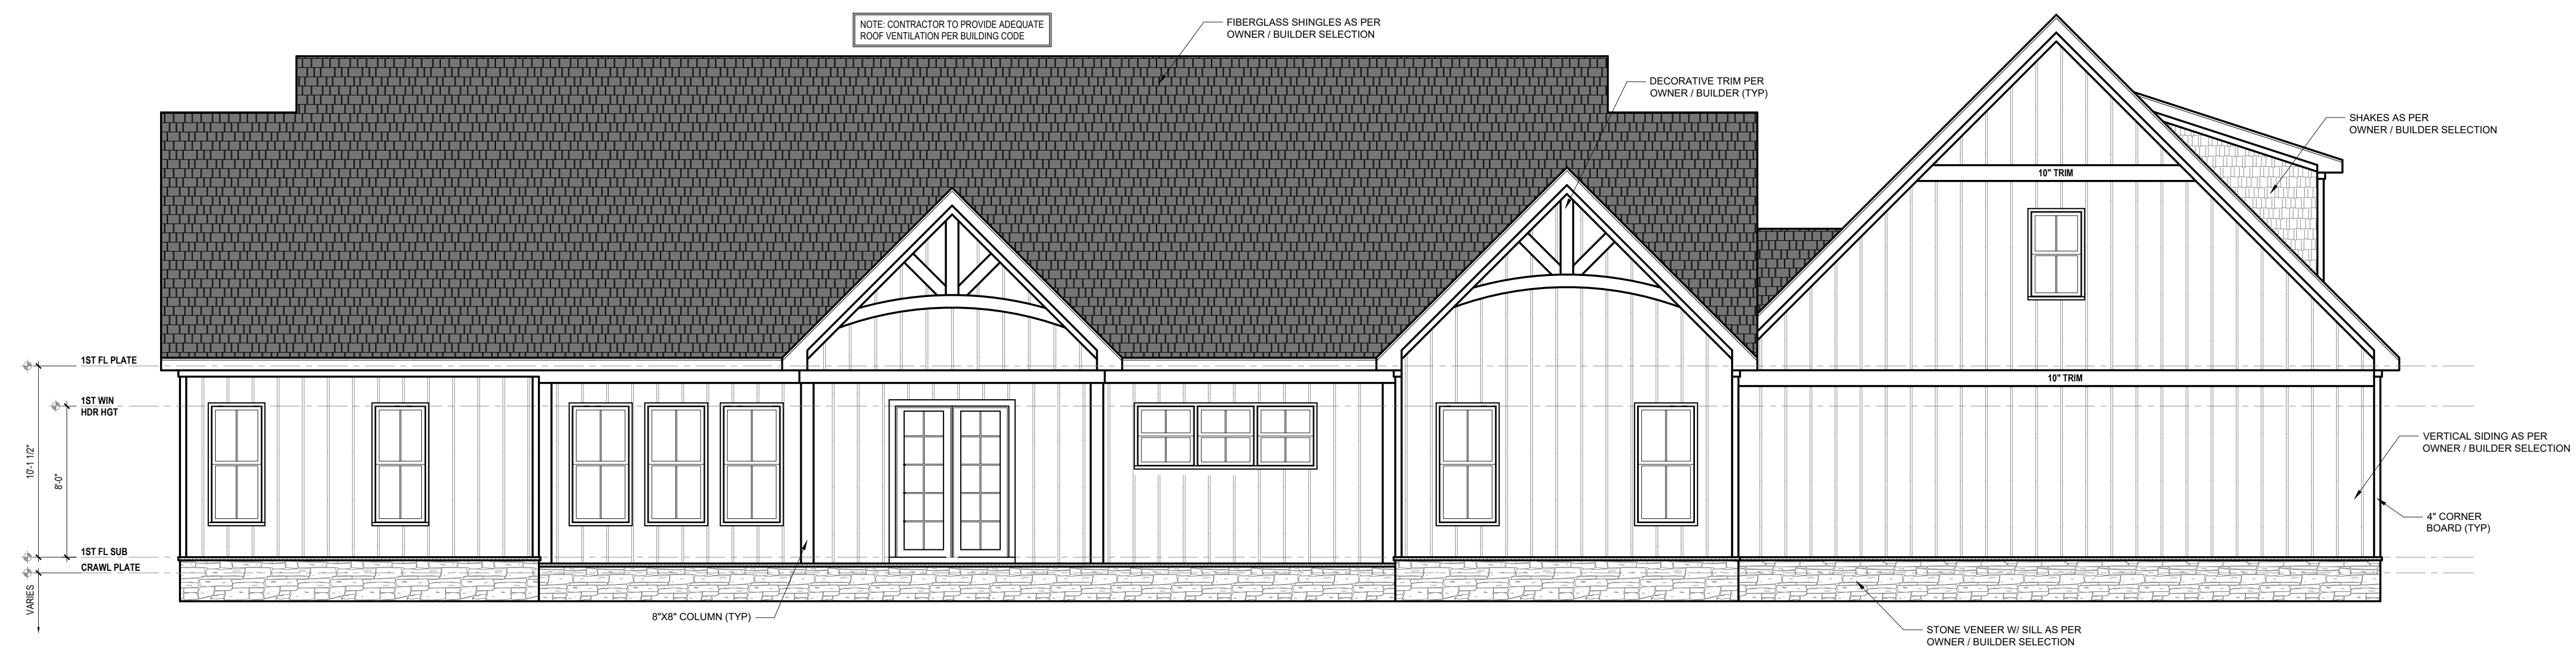 NOTE: CONTRACTOR TO PROVIDE ADEQUATE
ROOF VENTILATION PER BUILDING CODE
FIBERGLASS SHINGLES AS PER
OWNER / BUILDER SELECTION
DECORATIVE TRIM PER
OWNER / BUILDER (TYP)
SHAKES AS PER
OWNER / BUILDER SELECTION
10" TRIM
1ST FL PLATE
10" TRIM
1ST WIN
HDR HGT
VERTICAL SIDING AS PER
OWNER / BUILDER SELECTION
10'-1 1/2"
8'-0"
4" CORNER
BOARD (TYP)
1ST FL SUB
CRAWL PLATE
VARIES
8"X8" COLUMN (TYP)
STONE VENEER W/ SILL AS PER
OWNER / BUILDER SELECTION